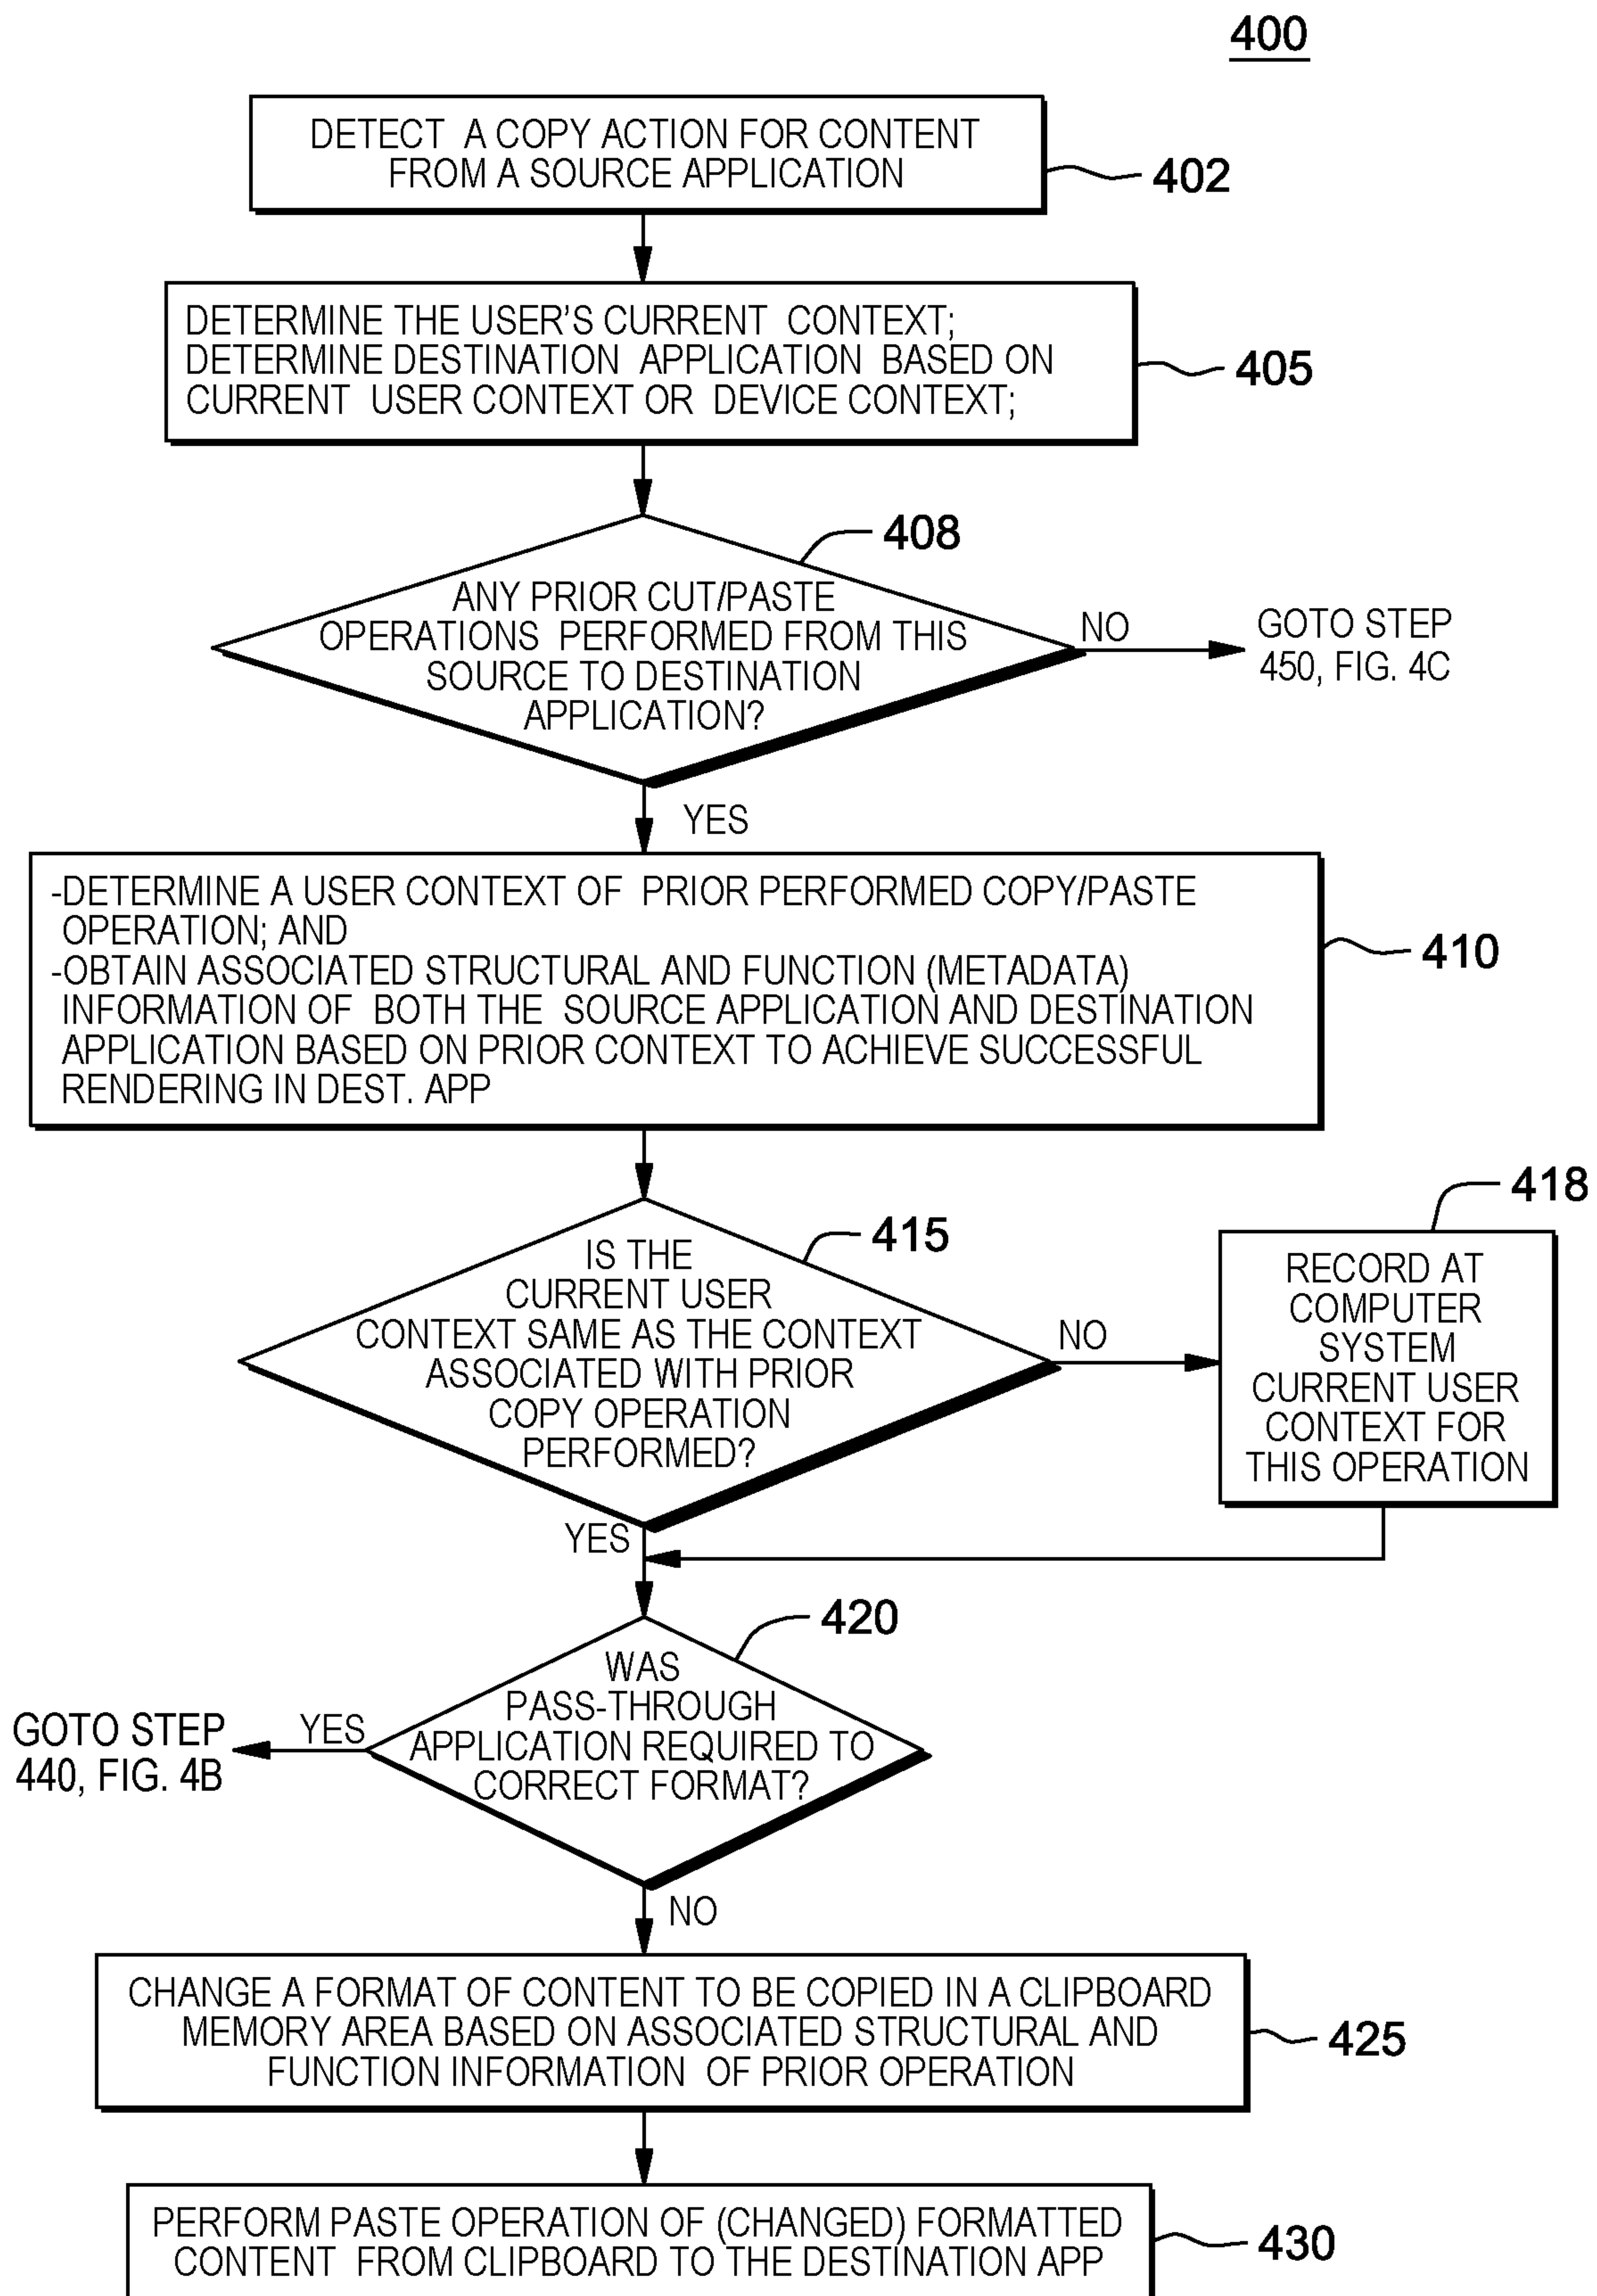 400
DETECT A COPY ACTION FOR CONTENT
FROM A SOURCE APPLICATION
402
DETERMINE THE USER'S CURRENT CONTEXT;
DETERMINE DESTINATION APPLICATION BASED ON
CURRENT USER CONTEXT OR DEVICE CONTEXT;
405
408
ANY PRIOR CUT/PASTE
OPERATIONS PERFORMED FROM THIS
SOURCE TO DESTINATION
APPLICATION?
NO
GOTO STEP
450, FIG. 4C
YES
-DETERMINE A USER CONTEXT OF PRIOR PERFORMED COPY/PASTE
OPERATION; AND
-OBTAIN ASSOCIATED STRUCTURAL AND FUNCTION (METADATA)
INFORMATION OF BOTH THE SOURCE APPLICATION AND DESTINATION
APPLICATION BASED ON PRIOR CONTEXT TO ACHIEVE SUCCESSFUL
RENDERING IN DEST. APP
410
415
IS THE
CURRENT USER
CONTEXT SAME AS THE CONTEXT
ASSOCIATED WITH PRIOR
COPY OPERATION
PERFORMED?
NO
418
RECORD AT
COMPUTER
SYSTEM
CURRENT USER
CONTEXT FOR
THIS OPERATION
YES
420
WAS
PASS-THROUGH
APPLICATION REQUIRED TO
CORRECT FORMAT?
YES
GOTO STEP
440, FIG. 4B
NO
CHANGE A FORMAT OF CONTENT TO BE COPIED IN A CLIPBOARD
MEMORY AREA BASED ON ASSOCIATED STRUCTURAL AND
FUNCTION INFORMATION OF PRIOR OPERATION
425
PERFORM PASTE OPERATION OF (CHANGED) FORMATTED
CONTENT FROM CLIPBOARD TO THE DESTINATION APP
430